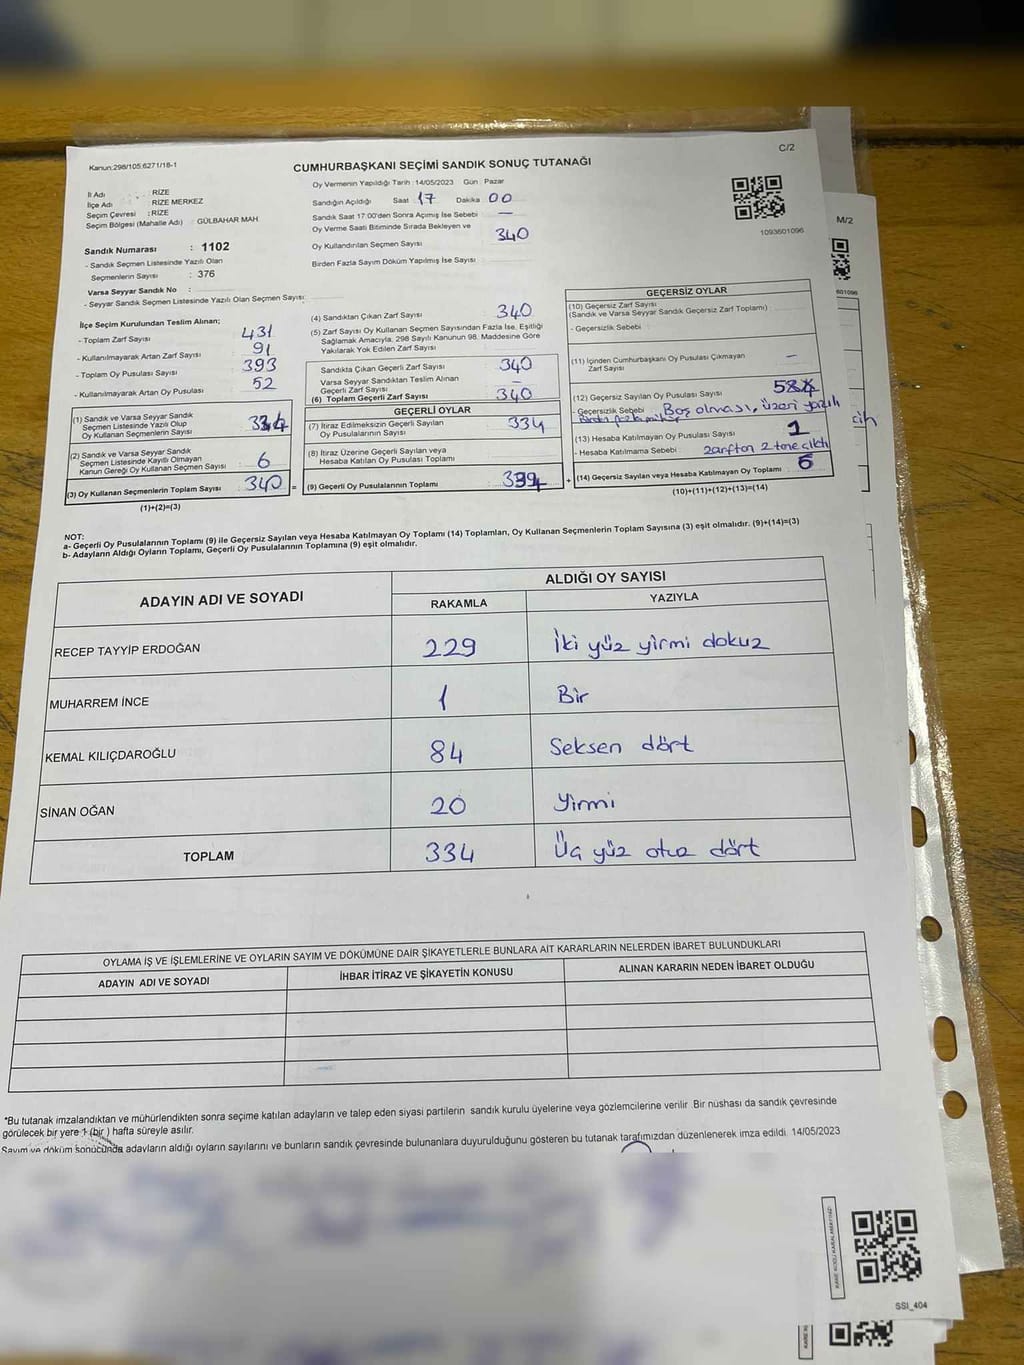 C/2
Kanun:298/105;6271/18-1
CUMHURBAŞKANI SEÇİMİ SANDIK SONUÇ TUTANAĞI
İl Adı : RİZE
İlçe Adı : RİZE MERKEZ
Seçim Çevresi : RİZE
Seçim Bölgesi (Mahalle Adı) : GÜLBAHAR MAH.
Sandık Numarası : 1102
- Sandık Seçmen Listesinde Yazılı Olan
Seçmenlerin Sayısı : 376
Varsa Seyyar Sandık No :
- Seyyar Sandık Seçmen Listesinde Yazılı Olan Seçmen Sayısı:
Oy Vermenin Yapıldığı Tarih : 14/05/2023 Gün : Pazar
Sandığın Açıldığı Saat 17 Dakika 00
Sandık Saat 17.00'den Sonra Açılmış İse Sebebi —
Oy Verme Saati Bitiminde Sırada Bekleyen ve
Oy Kullandırılan Seçmen Sayısı 340
Birden Fazla Sayım Döküm Yapılmış İse Sayısı
1093601096
M/2
601096
İlçe Seçim Kurulundan Teslim Alınan;
- Toplam Zarf Sayısı 431
- Kullanılmayarak Artan Zarf Sayısı 91
- Toplam Oy Pusulası Sayısı 393
- Kullanılmayarak Artan Oy Pusulası 52
(1) Sandık ve Varsa Seyyar Sandık
Seçmen Listesinde Yazılı Olup
Oy Kullanan Seçmenlerin Sayısı 334
(2) Sandık ve Varsa Seyyar Sandık
Seçmen Listesinde Kayıtlı Olmayan
Kanun Gereği Oy Kullanan Seçmen Sayısı 6
(3) Oy Kullanan Seçmenlerin Toplam Sayısı 340 =
(1)+(2)=(3)
(4) Sandıktan Çıkan Zarf Sayısı 340
(5) Zarf Sayısı Oy Kullanan Seçmen Sayısından Fazla İse, Eşitliği
Sağlamak Amacıyla; 298 Sayılı Kanunun 98. Maddesine Göre
Yakılarak Yok Edilen Zarf Sayısı
Sandıkta Çıkan Geçerli Zarf Sayısı 340
Varsa Seyyar Sandıktan Teslim Alınan
Geçerli Zarf Sayısı —
(6) Toplam Geçerli Zarf Sayısı 340
GEÇERLİ OYLAR
(7) İtiraz Edilmeksizin Geçerli Sayılan
Oy Pusulalarının Sayısı 334
(8) İtiraz Üzerine Geçerli Sayılan veya
Hesaba Katılan Oy Pusulası Toplamı
(9) Geçerli Oy Pusulalarının Toplamı 334 +
GEÇERSİZ OYLAR
(10) Geçersiz Zarf Sayısı
(Sandık ve Varsa Seyyar Sandık Geçersiz Zarf Toplamı)
- Geçersizlik Sebebi
(11) İçinden Cumhurbaşkanı Oy Pusulası Çıkmayan
Zarf Sayısı —
(12) Geçersiz Sayılan Oy Pusulası Sayısı 5
- Geçersizlik Sebebi Boş olması, üzeri yazılı
Birden fazla
(13) Hesaba Katılmayan Oy Pusulası Sayısı 1
- Hesaba Katılmama Sebebi zarftan 2 tane çıktı
(14) Geçersiz Sayılan veya Hesaba Katılmayan Oy Toplamı 6
(10)+(11)+(12)+(13)=(14)
NOT:
a- Geçerli Oy Pusulalarının Toplamı (9) ile Geçersiz Sayılan veya Hesaba Katılmayan Oy Toplamı (14) Toplamları, Oy Kullanan Seçmenlerin Toplam Sayısına (3) eşit olmalıdır. (9)+(14)=(3)
b- Adayların Aldığı Oyların Toplamı, Geçerli Oy Pusulalarının Toplamına (9) eşit olmalıdır.
ADAYIN ADI VE SOYADI
ALDIĞI OY SAYISI
RAKAMLA YAZIYLA
RECEP TAYYİP ERDOĞAN 229 İki yüz yirmi dokuz
MUHARREM İNCE 1 Bir
KEMAL KILIÇDAROĞLU 84 Seksen dört
SİNAN OĞAN 20 Yirmi
TOPLAM 334 Üç yüz otuz dört
OYLAMA İŞ VE İŞLEMLERİNE VE OYLARIN SAYIM VE DÖKÜMÜNE DAİR ŞİKAYETLERLE BUNLARA AİT KARARLARIN NELERDEN İBARET BULUNDUKLARI
ADAYIN ADI VE SOYADI İHBAR İTİRAZ VE ŞİKAYETİN KONUSU ALINAN KARARIN NEDEN İBARET OLDUĞU
*Bu tutanak imzalandıktan ve mühürlendikten sonra seçime katılan adayların ve talep eden siyasi partilerin sandık kurulu üyelerine veya gözlemcilerine verilir. Bir nüshası da sandık çevresinde
görülecek bir yere 1 (bir ) hafta süreyle asılır.
Sayım ve döküm sonucunda adayların aldığı oyların sayılarını ve bunların sandık çevresinde bulunanlara duyurulduğunu gösteren bu tutanak tarafımızdan düzenlenerek imza edildi. 14/05/2023
SSI_404